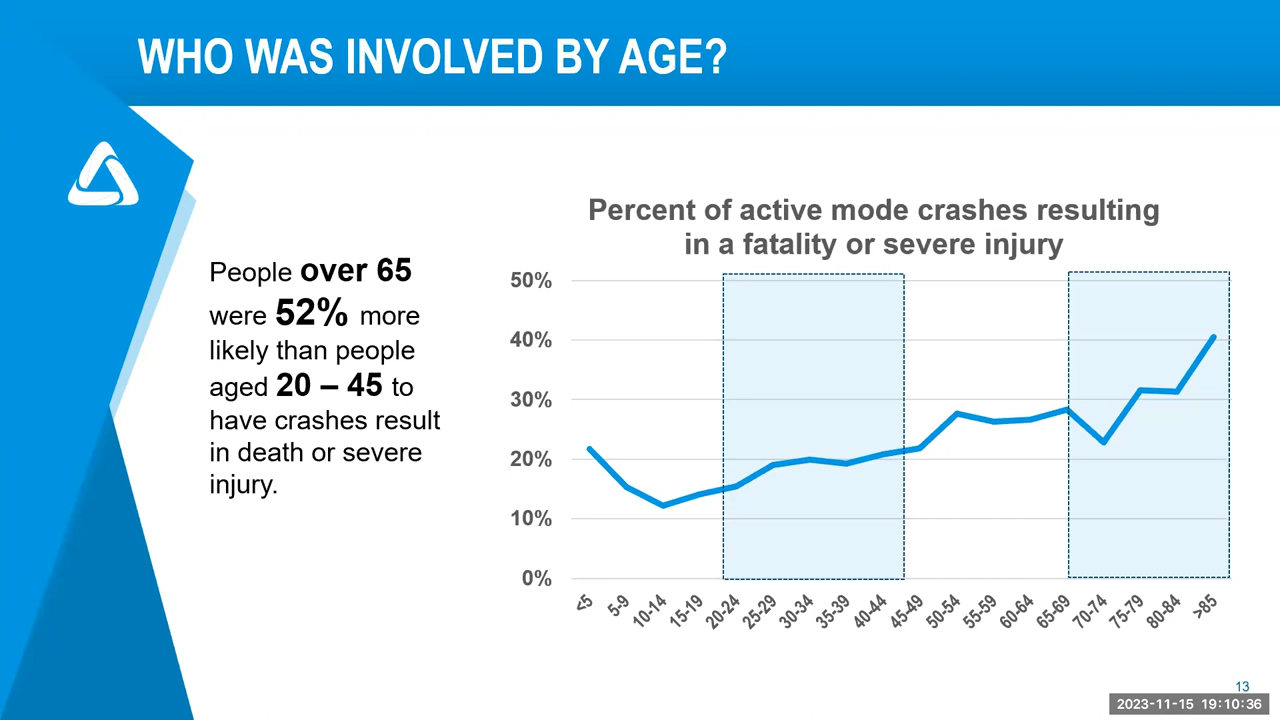 WHO WAS INVOLVED BY AGE?
People over 65
were 52% more
likely than people
aged 20 – 45 to
have crashes result
in death or severe
injury.
Percent of active mode crashes resulting
in a fatality or severe injury
50%
40%
30%
20%
10%
0%
<5
5-9
10-14
15-19
20-24
25-29
30-34
35-39
40-44
45-49
50-54
55-59
60-64
65-69
70-74
75-79
80-84
>85
13
2023-11-15 19:10:36